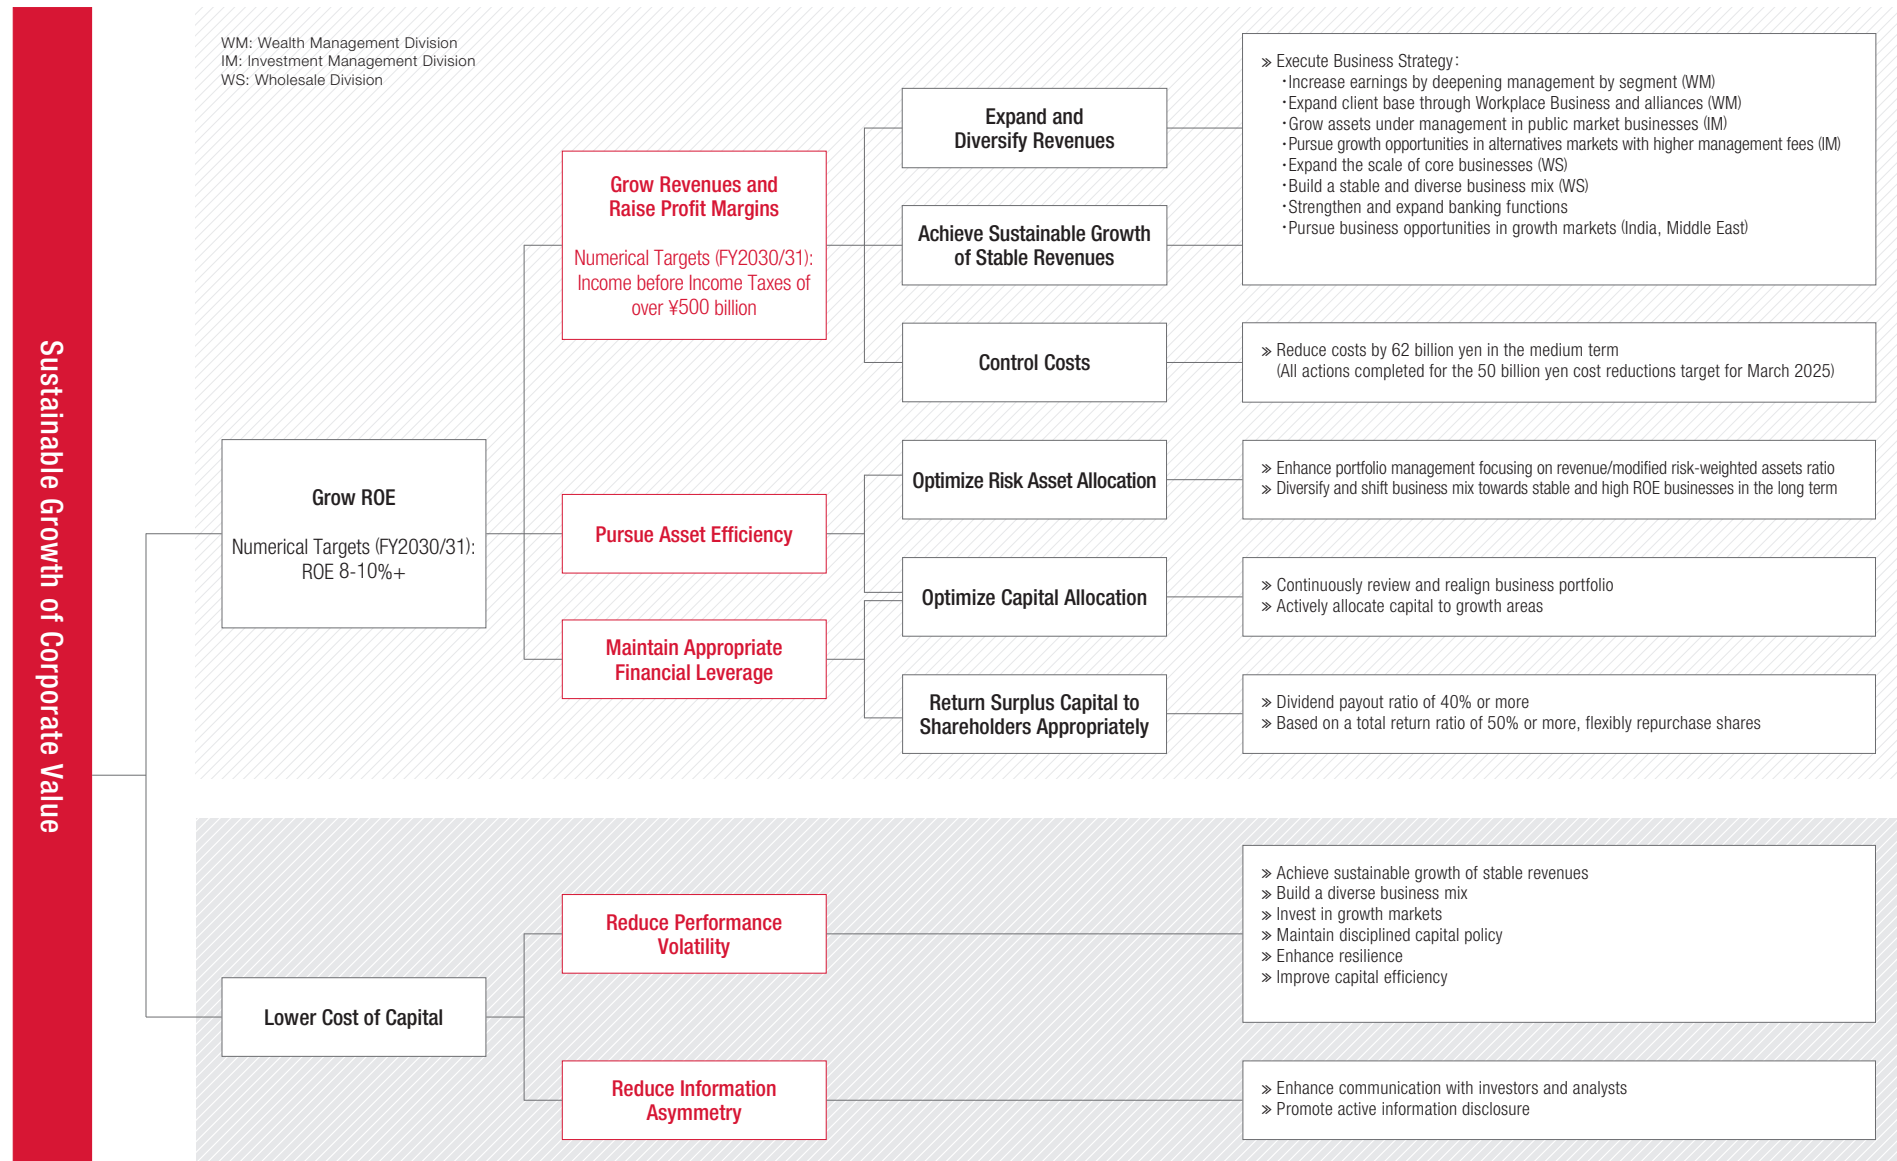 Sustainable Growth of Corporate Value
WM: Wealth Management Division
IM: Investment Management Division
WS: Wholesale Division
Grow ROE
Numerical Targets (FY2030/31):
ROE 8-10%+
Grow Revenues and
Raise Profit Margins
Numerical Targets (FY2030/31):
Income before Income Taxes of
over ¥500 billion
Expand and
Diversify Revenues
Achieve Sustainable Growth
of Stable Revenues
» Execute Business Strategy:
・Increase earnings by deepening management by segment (WM)
・Expand client base through Workplace Business and alliances (WM)
・Grow assets under management in public market businesses (IM)
・Pursue growth opportunities in alternatives markets with higher management fees (IM)
・Expand the scale of core businesses (WS)
・Build a stable and diverse business mix (WS)
・Strengthen and expand banking functions
・Pursue business opportunities in growth markets (India, Middle East)
Control Costs
» Reduce costs by 62 billion yen in the medium term
(All actions completed for the 50 billion yen cost reductions target for March 2025)
Pursue Asset Efficiency
Optimize Risk Asset Allocation
» Enhance portfolio management focusing on revenue/modified risk-weighted assets ratio
» Diversify and shift business mix towards stable and high ROE businesses in the long term
Optimize Capital Allocation
» Continuously review and realign business portfolio
» Actively allocate capital to growth areas
Maintain Appropriate
Financial Leverage
Return Surplus Capital to
Shareholders Appropriately
» Dividend payout ratio of 40% or more
» Based on a total return ratio of 50% or more, flexibly repurchase shares
Lower Cost of Capital
Reduce Performance
Volatility
» Achieve sustainable growth of stable revenues
» Build a diverse business mix
» Invest in growth markets
» Maintain disciplined capital policy
» Enhance resilience
» Improve capital efficiency
Reduce Information
Asymmetry
» Enhance communication with investors and analysts
» Promote active information disclosure